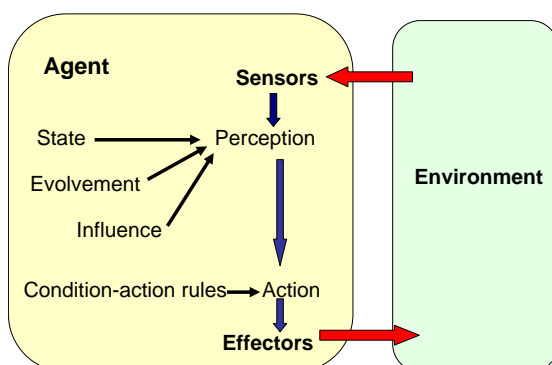 Agent
Sensors
State
Perception
Evolvement
Environment
Influence
Condition-action rules
Action
Effectors